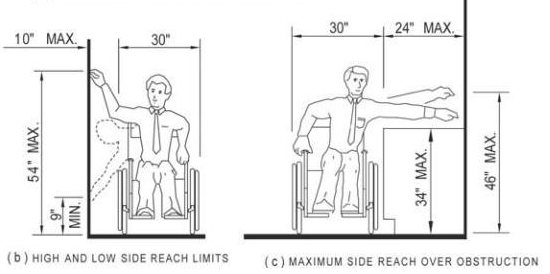 10" MAX.
30"
54" MAX.
9" MIN.
(b) HIGH AND LOW SIDE REACH LIMITS
30"
24" MAX.
34" MAX.
46" MAX.
(c) MAXIMUM SIDE REACH OVER OBSTRUCTION